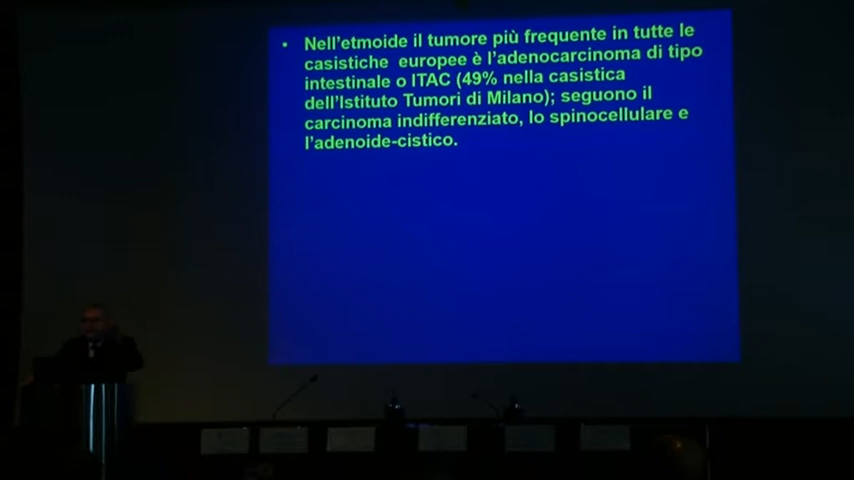 • Nell'etmoide il tumore più frequente in tutte le
casistiche europee è l'adenocarcinoma di tipo
intestinale o ITAC (49% nella casistica
dell'Istituto Tumori di Milano); seguono il
carcinoma indifferenziato, lo spinocellulare e
l'adenoide-cistico.